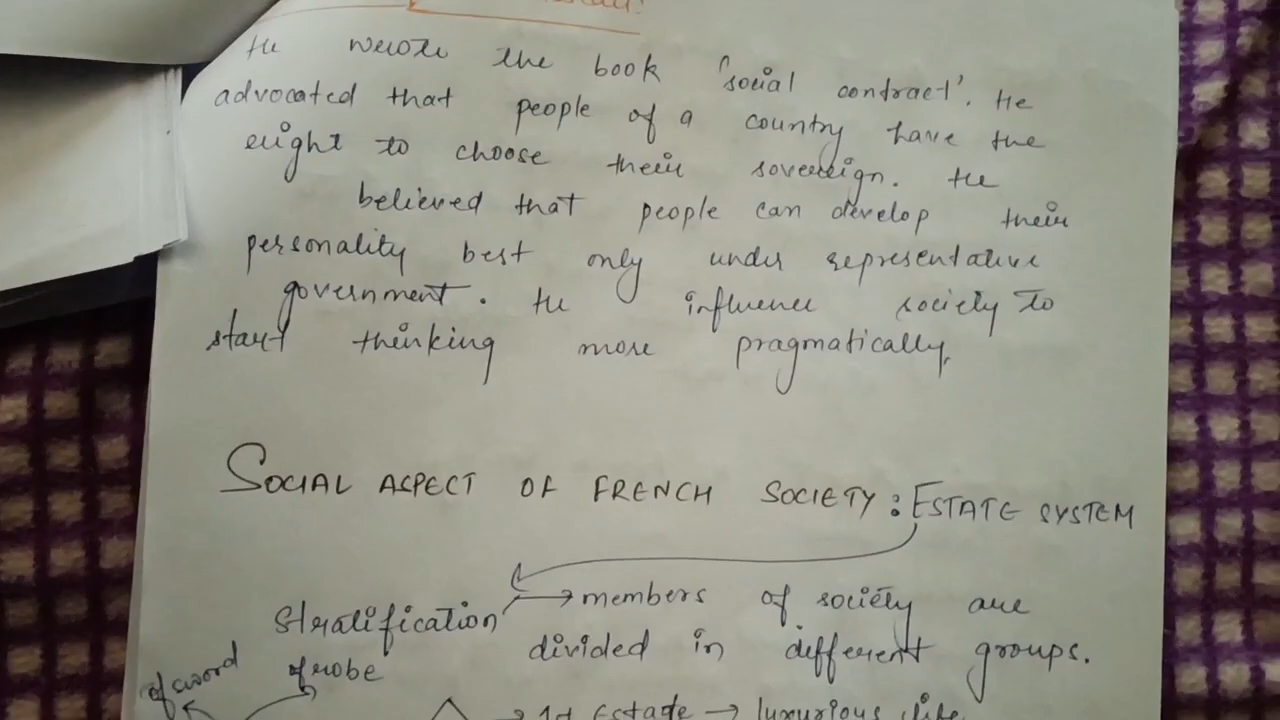 He wrote the book 'social contract'. He
advocated that people of a country have the
right to choose their sovereign. He
believed that people can develop their
personality best only under representative
government. He influence society to
start thinking more pragmatically.
SOCIAL ASPECT OF FRENCH SOCIETY : ESTATE SYSTEM
Stratification → members of society are
divided in different groups.
of sword of robe
→ 1st Estate → luxurious life